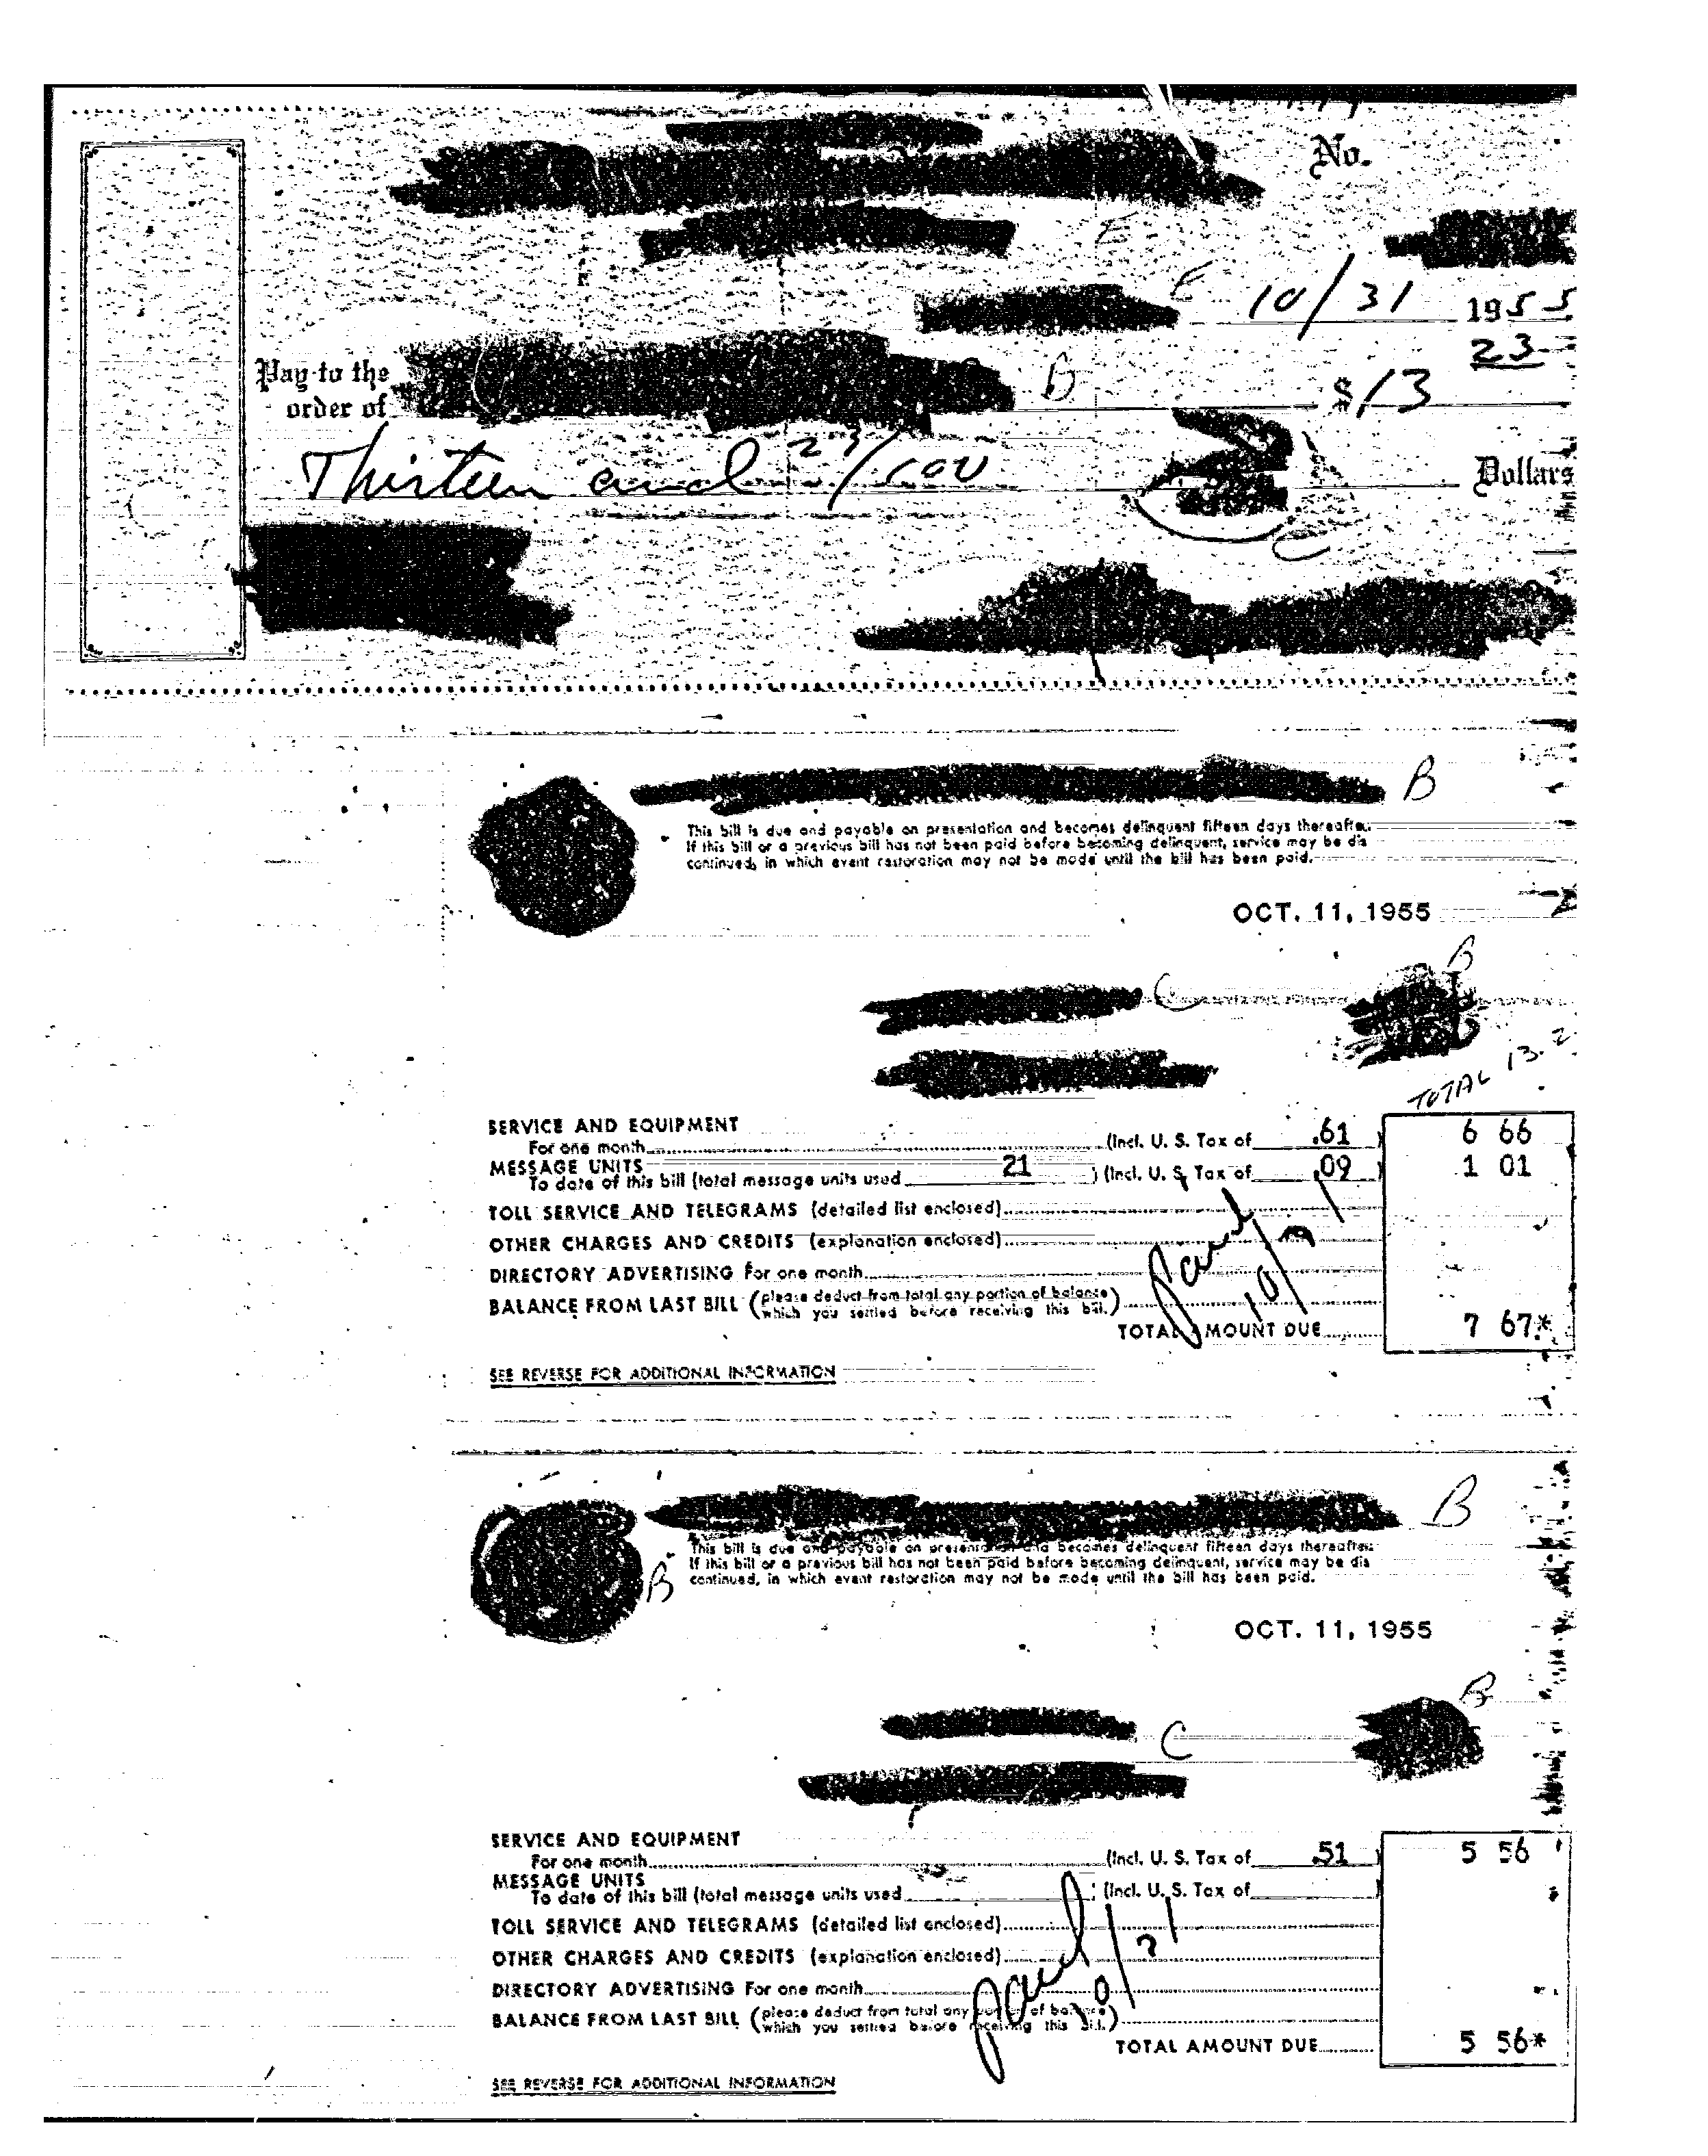 No.
E
E 10/31 1955
Pay to the
order of B $13 23
Thirteen and 23/100 Dollars
C
B
This bill is due and payable on presentation and becomes delinquent fifteen days thereafter.
If this bill or a previous bill has not been paid before becoming delinquent, service may be dis
continued, in which event restoration may not be made until the bill has been paid.
OCT. 11, 1955
B
C
TOTAL 13.2
SERVICE AND EQUIPMENT
For one month (Incl. U. S. Tax of .61 ) 6 66
MESSAGE UNITS
To date of this bill (total message units used 21 ) (Incl. U. S. Tax of .09 ) 1 01
TOLL SERVICE AND TELEGRAMS (detailed list enclosed)
OTHER CHARGES AND CREDITS (explanation enclosed)
DIRECTORY ADVERTISING For one month
BALANCE FROM LAST BILL (please deduct from total any portion of balance
which you settled before receiving this bill.)
TOTAL AMOUNT DUE 7 67*
SEE REVERSE FOR ADDITIONAL INFORMATION
B
B
This bill is due and payable on presentation and becomes delinquent fifteen days thereafter.
If this bill or a previous bill has not been paid before becoming delinquent, service may be dis
continued, in which event restoration may not be made until the bill has been paid.
OCT. 11, 1955
B
C
SERVICE AND EQUIPMENT
For one month (Incl. U. S. Tax of .51 ) 5 56
MESSAGE UNITS
To date of this bill (total message units used ) (Incl. U. S. Tax of )
TOLL SERVICE AND TELEGRAMS (detailed list enclosed)
OTHER CHARGES AND CREDITS (explanation enclosed)
DIRECTORY ADVERTISING For one month
BALANCE FROM LAST BILL (please deduct from total any portion of balance
which you settled before receiving this bill.)
TOTAL AMOUNT DUE 5 56*
SEE REVERSE FOR ADDITIONAL INFORMATION